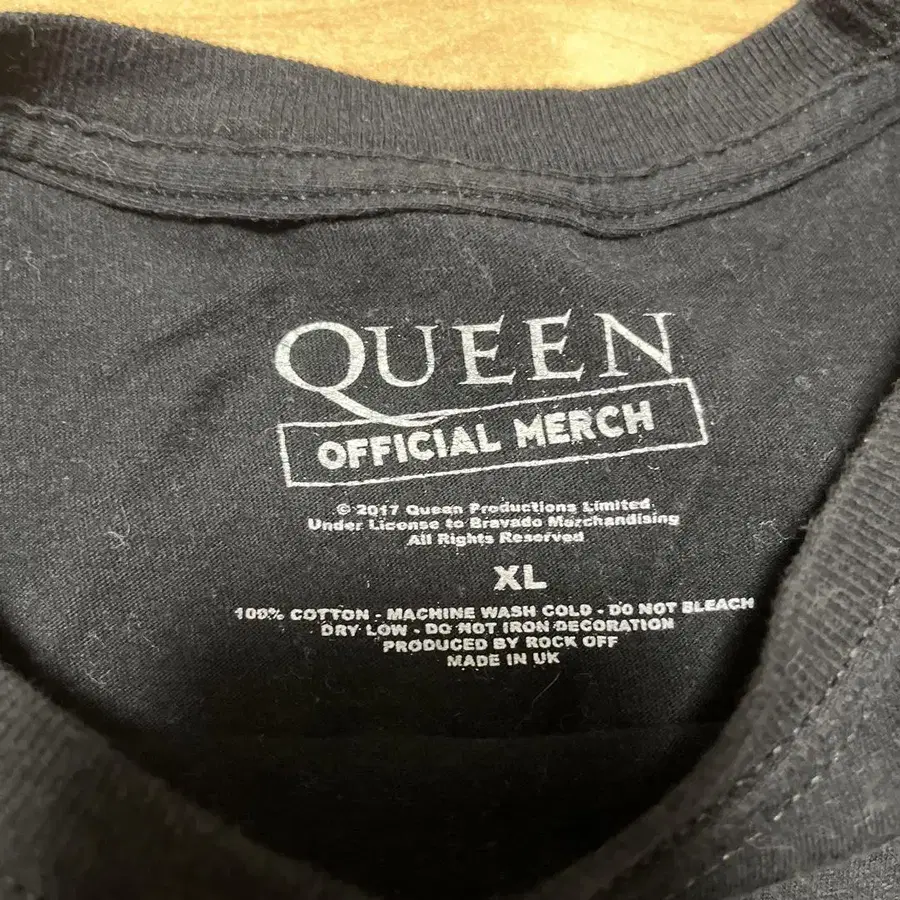 QUEEN
OFFICIAL MERCH
© 2017 Queen Productions Limited
Under License to Bravado Marchandising
All Rights Reserved
XL
100% COTTON - MACHINE WASH COLD - DO NOT BLEACH
DRY LOW - DO NOT IRON DECORATION
PRODUCED BY ROCK OFF
MADE IN UK